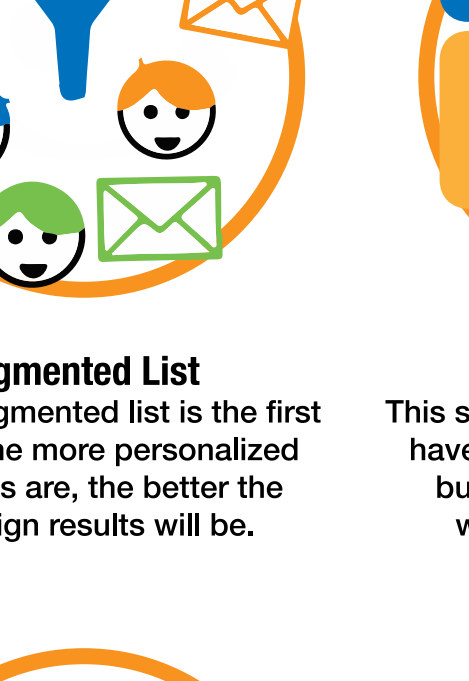 gmented List
gmented list is the first
e more personalized
s are, the better the
ign results will be.
This s
have
bu
w